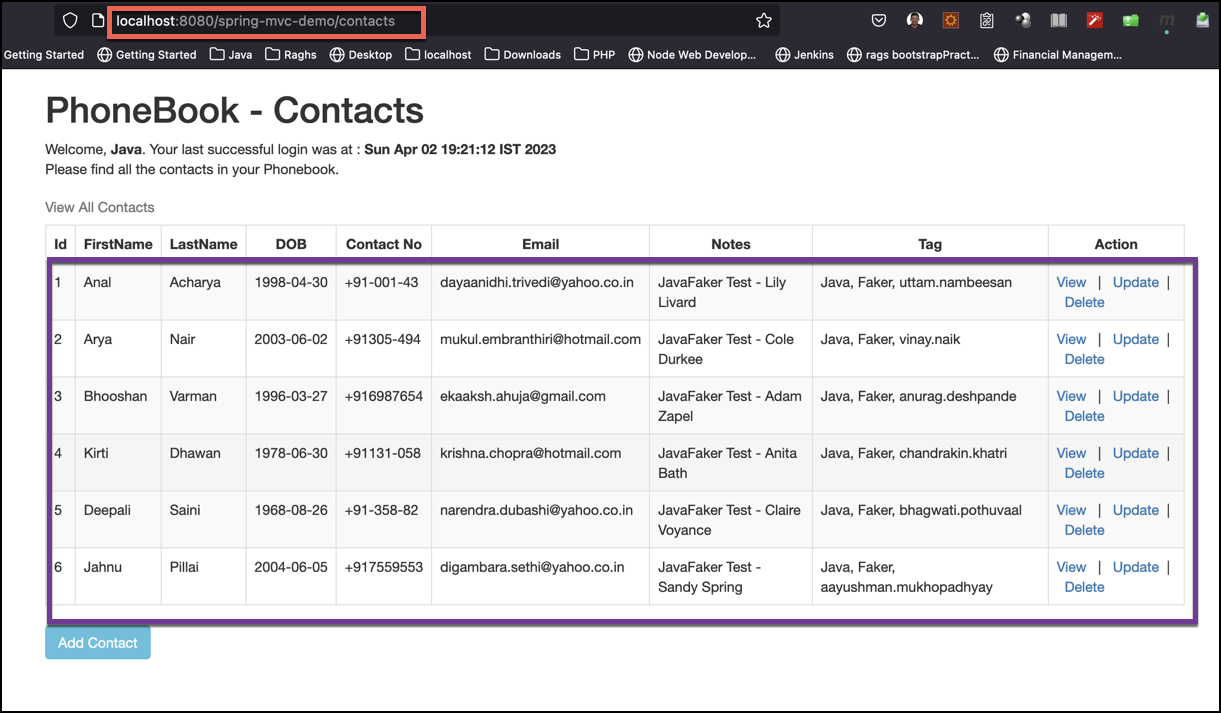 localhost:8080/spring-mvc-demo/contacts
Getting Started Getting Started Java Raghs Desktop localhost Downloads PHP Node Web Develop... Jenkins rags bootstrapPract... Financial Managem...
PhoneBook - Contacts
Welcome, Java. Your last successful login was at : Sun Apr 02 19:21:12 IST 2023
Please find all the contacts in your Phonebook.
View All Contacts
Id FirstName LastName DOB Contact No Email Notes Tag Action
1 Anal Acharya 1998-04-30 +91-001-43 dayaanidhi.trivedi@yahoo.co.in JavaFaker Test - Lily Java, Faker, uttam.nambeesan View | Update |
Livard Delete
2 Arya Nair 2003-06-02 +91305-494 mukul.embranthiri@hotmail.com JavaFaker Test - Cole Java, Faker, vinay.naik View | Update |
Durkee Delete
3 Bhooshan Varman 1996-03-27 +916987654 ekaaksh.ahuja@gmail.com JavaFaker Test - Adam Java, Faker, anurag.deshpande View | Update |
Zapel Delete
4 Kirti Dhawan 1978-06-30 +91131-058 krishna.chopra@hotmail.com JavaFaker Test - Anita Java, Faker, chandrakin.khatri View | Update |
Bath Delete
5 Deepali Saini 1968-08-26 +91-358-82 narendra.dubashi@yahoo.co.in JavaFaker Test - Claire Java, Faker, bhagwati.pothuvaal View | Update |
Voyance Delete
6 Jahnu Pillai 2004-06-05 +917559553 digambara.sethi@yahoo.co.in JavaFaker Test - Java, Faker, View | Update |
Sandy Spring aayushman.mukhopadhyay Delete
Add Contact